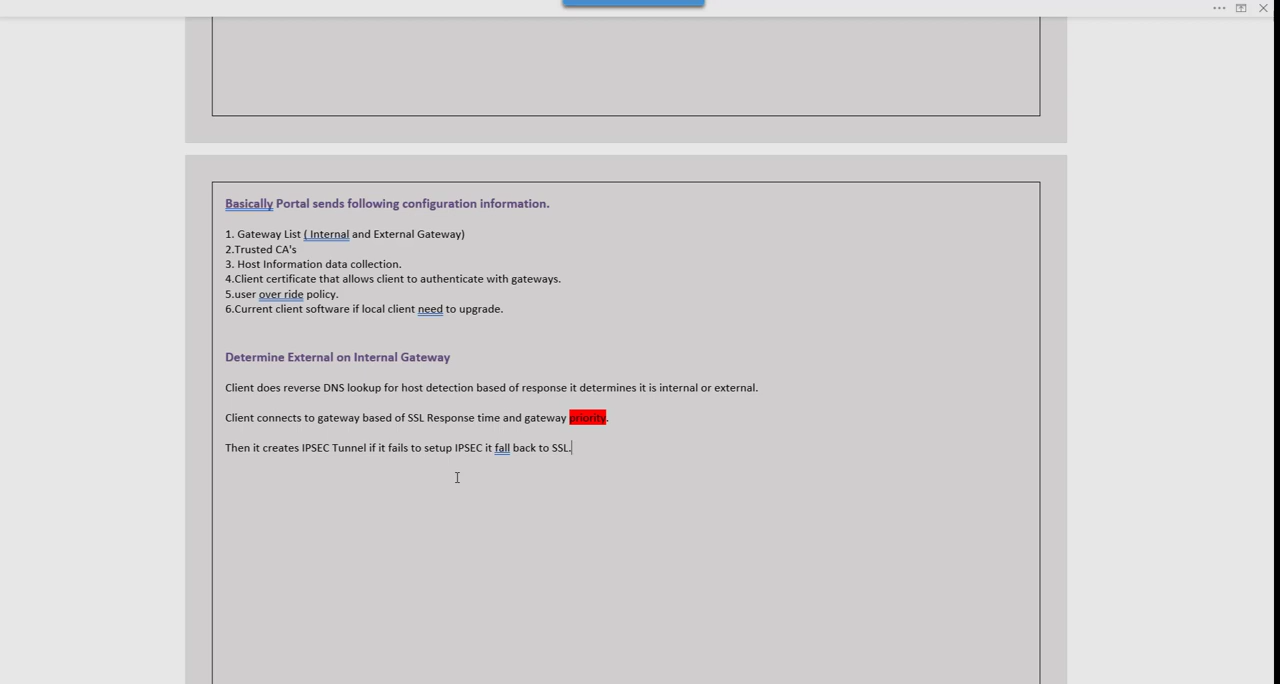 Basically Portal sends following configuration information.
1. Gateway List ( Internal and External Gateway)
2.Trusted CA's
3. Host Information data collection.
4.Client certificate that allows client to authenticate with gateways.
5.user over ride policy.
6.Current client software if local client need to upgrade.
Determine External on Internal Gateway
Client does reverse DNS lookup for host detection based of response it determines it is internal or external.
Client connects to gateway based of SSL Response time and gateway priority.
Then it creates IPSEC Tunnel if it fails to setup IPSEC it fall back to SSL.